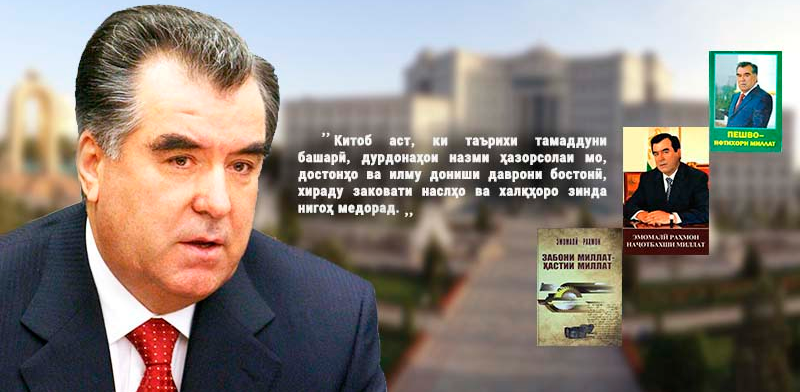 ” Китоб аст, ки таърихи тамаддуни
башарӣ, дурдонаҳои назми ҳазорсолаи мо,
достонҳо ва илму дониши даврони бостонӣ,
хираду заковати наслҳо ва халқҳоро зинда
нигоҳ медорад. ,,
ПЕШВО–
ИФТИХОРИ МИЛЛАТ
ЭМОМАЛӢ РАҲМОН
НАҶОТБАХШИ МИЛЛАТ
ЭМОМАЛӢ РАҲМОН
ЗАБОНИ МИЛЛАТ-
ҲАСТИИ МИЛЛАТ